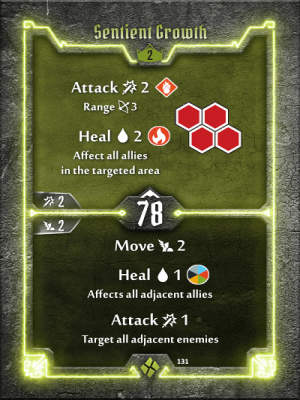 Sentient Growth
2
Attack 2
Range 3
Heal 2
Affect all allies
in the targeted area
2
78
2
Move 2
Heal 1
Affects all adjacent allies
Attack 1
Target all adjacent enemies
131